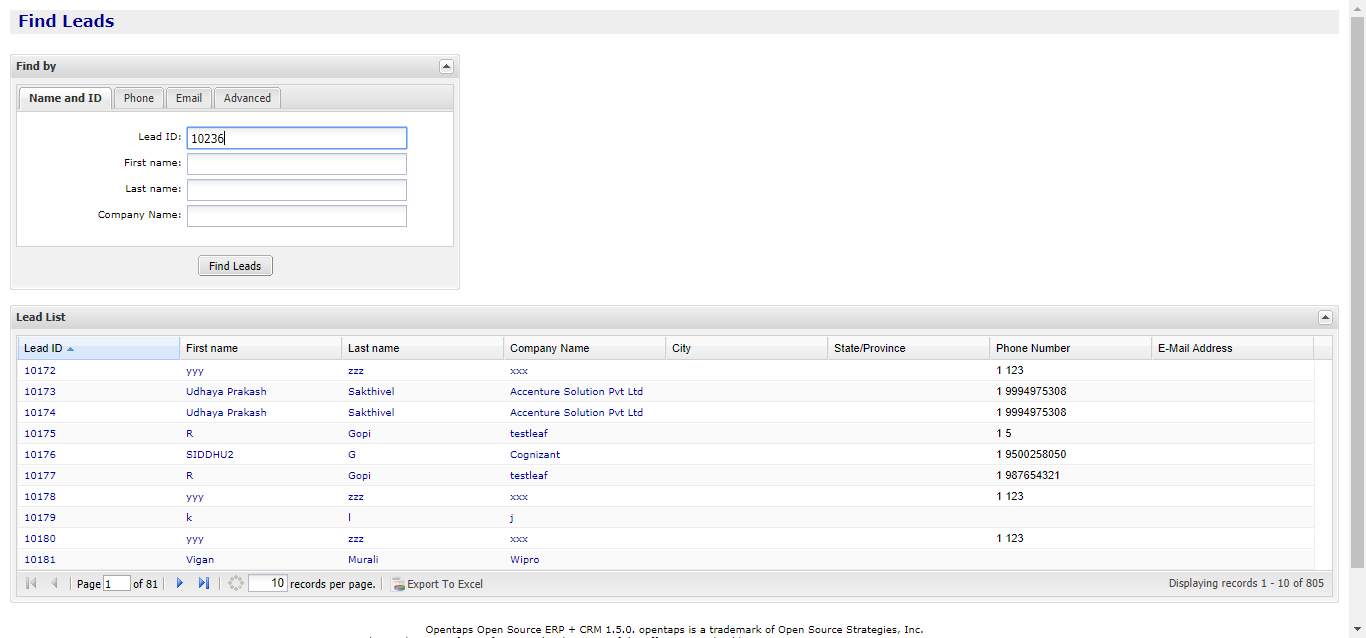 Find Leads
Find by
Name and ID Phone Email Advanced
Lead ID: 10236
First name:
Last name:
Company Name:
Find Leads
Lead List
Lead ID First name Last name Company Name City State/Province Phone Number E-Mail Address
10172 yyy zzz xxx 1 123
10173 Udhaya Prakash Sakthivel Accenture Solution Pvt Ltd 1 9994975308
10174 Udhaya Prakash Sakthivel Accenture Solution Pvt Ltd 1 9994975308
10175 R Gopi testleaf 1 5
10176 SIDDHU2 G Cognizant 1 9500258050
10177 R Gopi testleaf 1 987654321
10178 yyy zzz xxx 1 123
10179 k l j
10180 yyy zzz xxx 1 123
10181 Vigan Murali Wipro
Page 1 of 81 10 records per page. Export To Excel Displaying records 1 - 10 of 805
Opentaps Open Source ERP + CRM 1.5.0. opentaps is a trademark of Open Source Strategies, Inc.